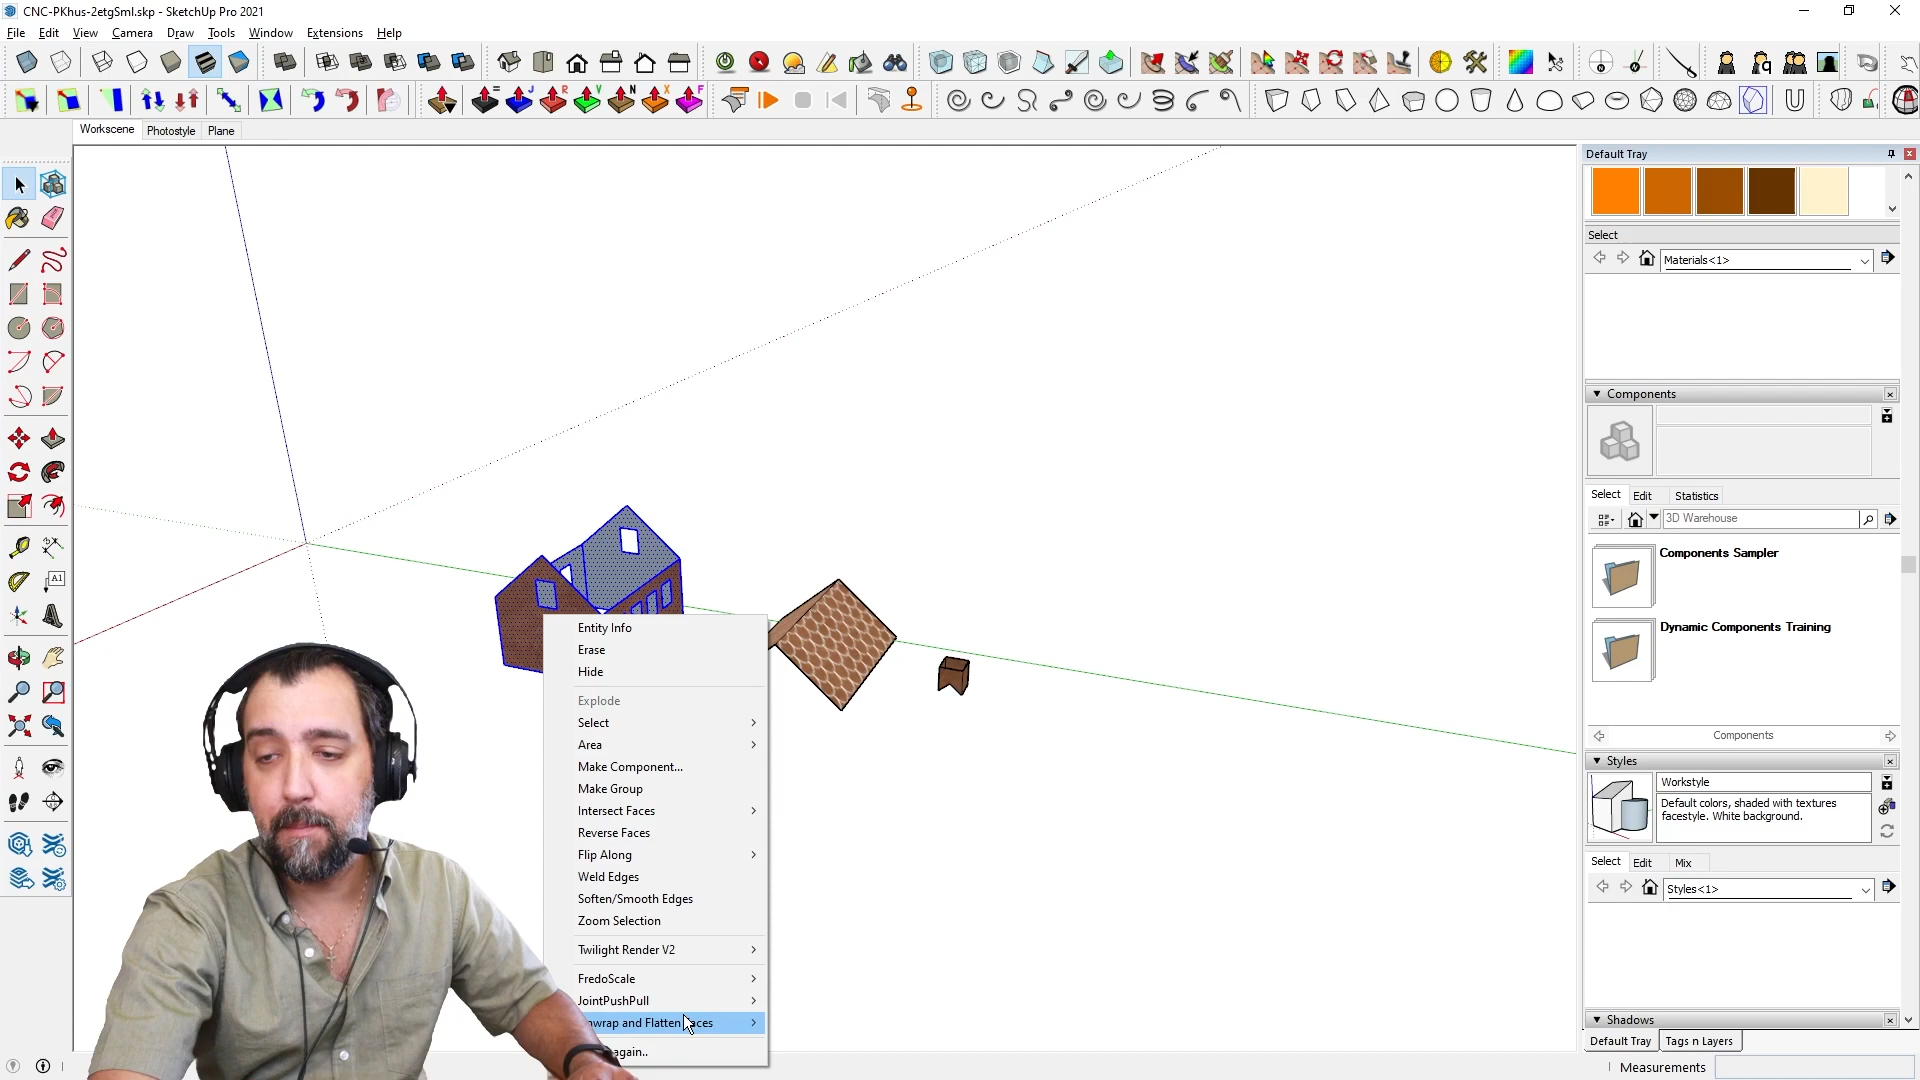 CNC-PKhus-2etgSml.skp - SketchUp Pro 2021
File Edit View Camera Draw Tools Window Extensions Help
= J R V N X F
Workscene Photostyle Plane
Default Tray
Select
Materials<1>
Components
Select Edit Statistics
3D Warehouse
Components Sampler
Dynamic Components Training
Components
Styles
Workstyle
Default colors, shaded with textures
facestyle. White background.
Select Edit Mix
Styles<1>
Shadows
Default Tray Tags n Layers
Measurements
A1
Entity Info
Erase
Hide
Explode
Select
Area
Make Component...
Make Group
Intersect Faces
Reverse Faces
Flip Along
Weld Edges
Soften/Smooth Edges
Zoom Selection
Twilight Render V2
FredoScale
JointPushPull
and Flatten
again..